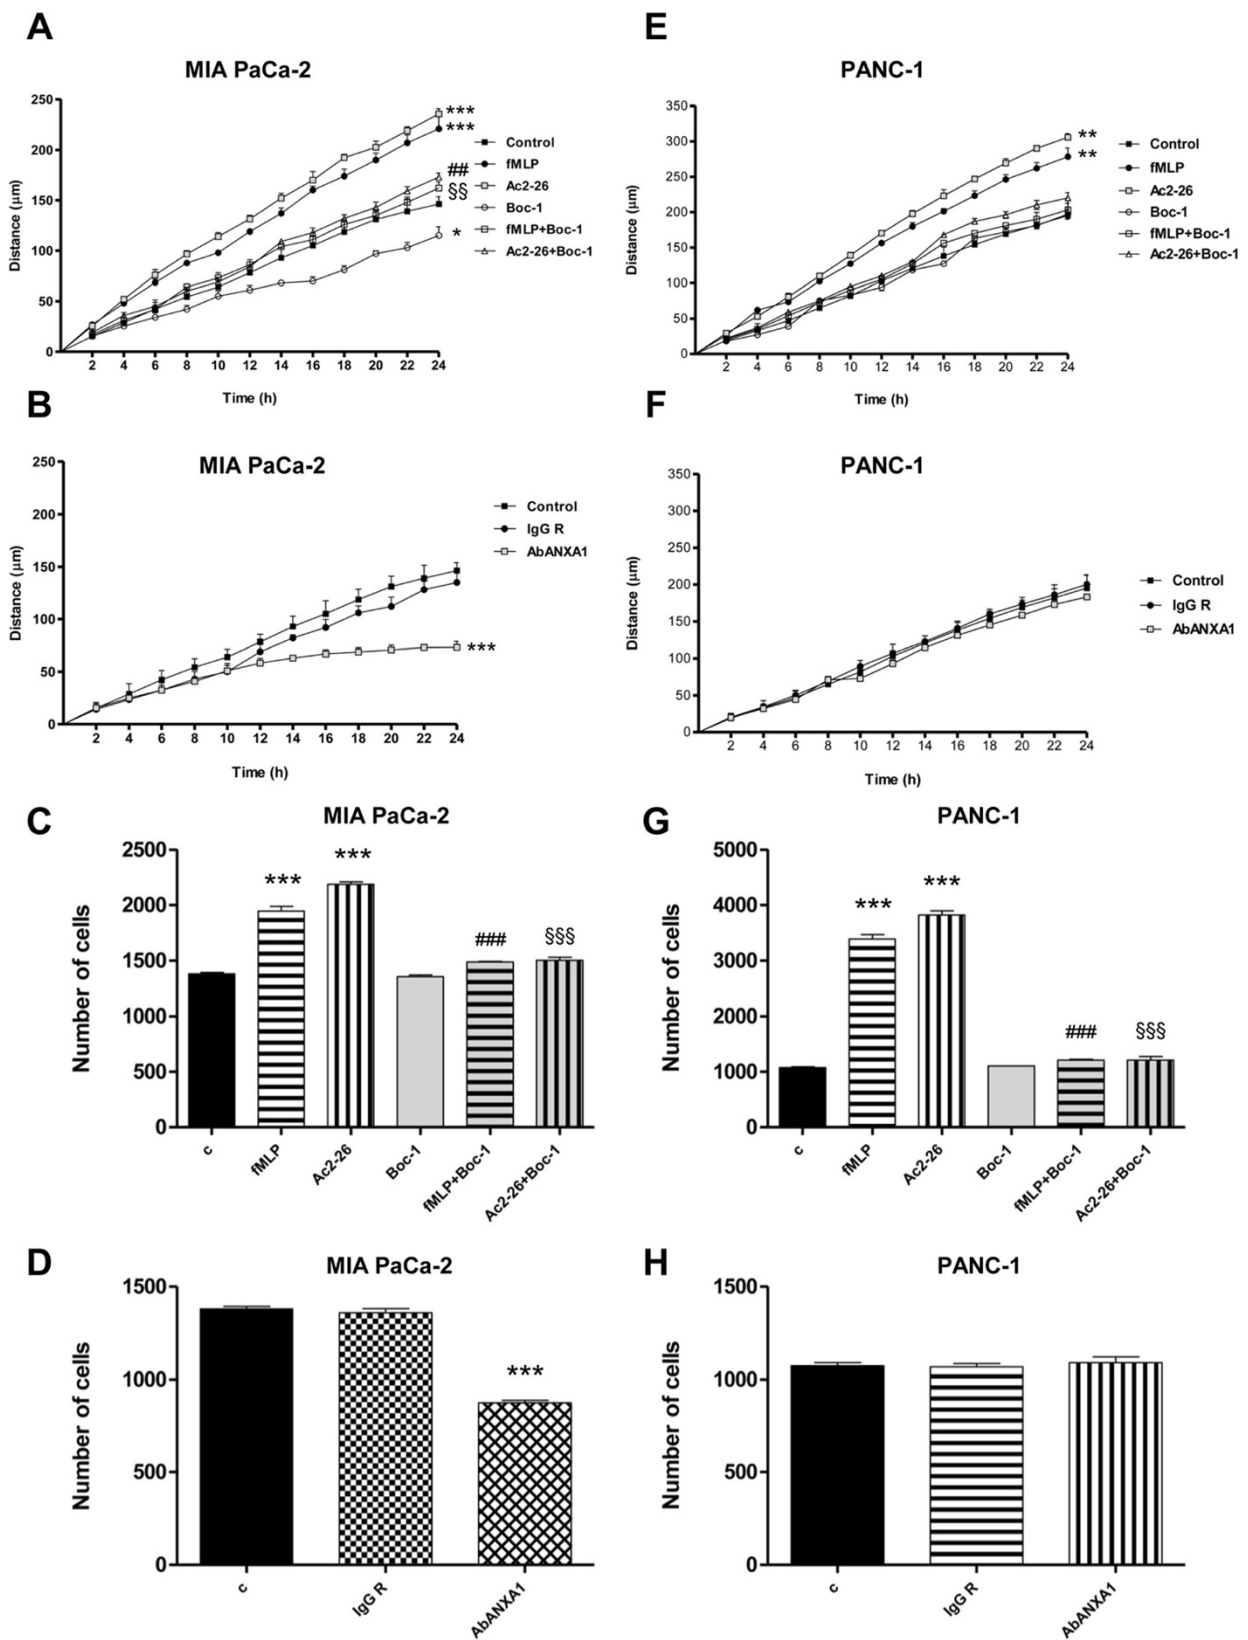 A
MIA PaCa-2
250
200
150
100
50
0
Distance (μm)
2 4 6 8 10 12 14 16 18 20 22 24
Time (h)
***
***
##
§§
*
Control
fMLP
Ac2-26
Boc-1
fMLP+Boc-1
Ac2-26+Boc-1
E
PANC-1
350
300
250
200
150
100
50
0
Distance (μm)
2 4 6 8 10 12 14 16 18 20 22 24
Time (h)
**
**
Control
fMLP
Ac2-26
Boc-1
fMLP+Boc-1
Ac2-26+Boc-1
B
MIA PaCa-2
250
200
150
100
50
0
Distance (μm)
2 4 6 8 10 12 14 16 18 20 22 24
Time (h)
***
Control
IgG R
AbANXA1
F
PANC-1
350
300
250
200
150
100
50
0
Distance (μm)
2 4 6 8 10 12 14 16 18 20 22 24
Time (h)
Control
IgG R
AbANXA1
C
MIA PaCa-2
2500
2000
1500
1000
500
0
Number of cells
***
***
###
§§§
c
fMLP
Ac2-26
Boc-1
fMLP+Boc-1
Ac2-26+Boc-1
G
PANC-1
5000
4000
3000
2000
1000
0
Number of cells
***
***
###
§§§
c
fMLP
Ac2-26
Boc-1
fMLP+Boc-1
Ac2-26+Boc-1
D
MIA PaCa-2
1500
1000
500
0
Number of cells
***
c
IgG R
AbANXA1
H
PANC-1
1500
1000
500
0
Number of cells
c
IgG R
AbANXA1